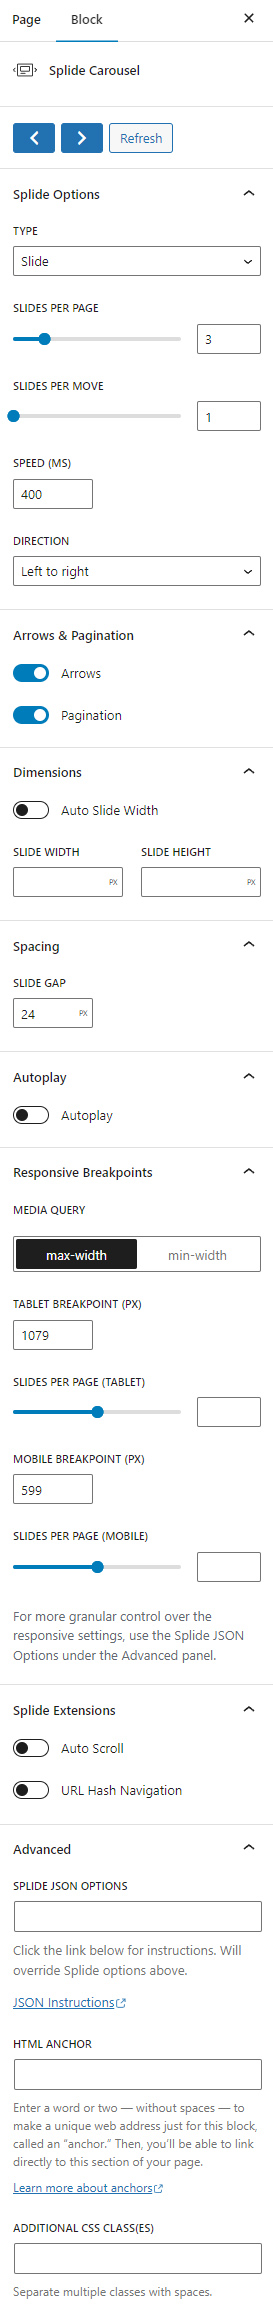 Page Block
Splide Carousel
Refresh
Splide Options
TYPE
Slide
SLIDES PER PAGE
3
SLIDES PER MOVE
1
SPEED (MS)
400
DIRECTION
Left to right
Arrows & Pagination
Arrows
Pagination
Dimensions
Auto Slide Width
SLIDE WIDTH SLIDE HEIGHT
PX PX
Spacing
SLIDE GAP
24 PX
Autoplay
Autoplay
Responsive Breakpoints
MEDIA QUERY
max-width min-width
TABLET BREAKPOINT (PX)
1079
SLIDES PER PAGE (TABLET)
MOBILE BREAKPOINT (PX)
599
SLIDES PER PAGE (MOBILE)
For more granular control over the
responsive settings, use the Splide JSON
Options under the Advanced panel.
Splide Extensions
Auto Scroll
URL Hash Navigation
Advanced
SPLIDE JSON OPTIONS
Click the link below for instructions. Will
override Splide options above.
JSON Instructions
HTML ANCHOR
Enter a word or two — without spaces — to
make a unique web address just for this block,
called an “anchor.” Then, you’ll be able to link
directly to this section of your page.
Learn more about anchors
ADDITIONAL CSS CLASS(ES)
Separate multiple classes with spaces.